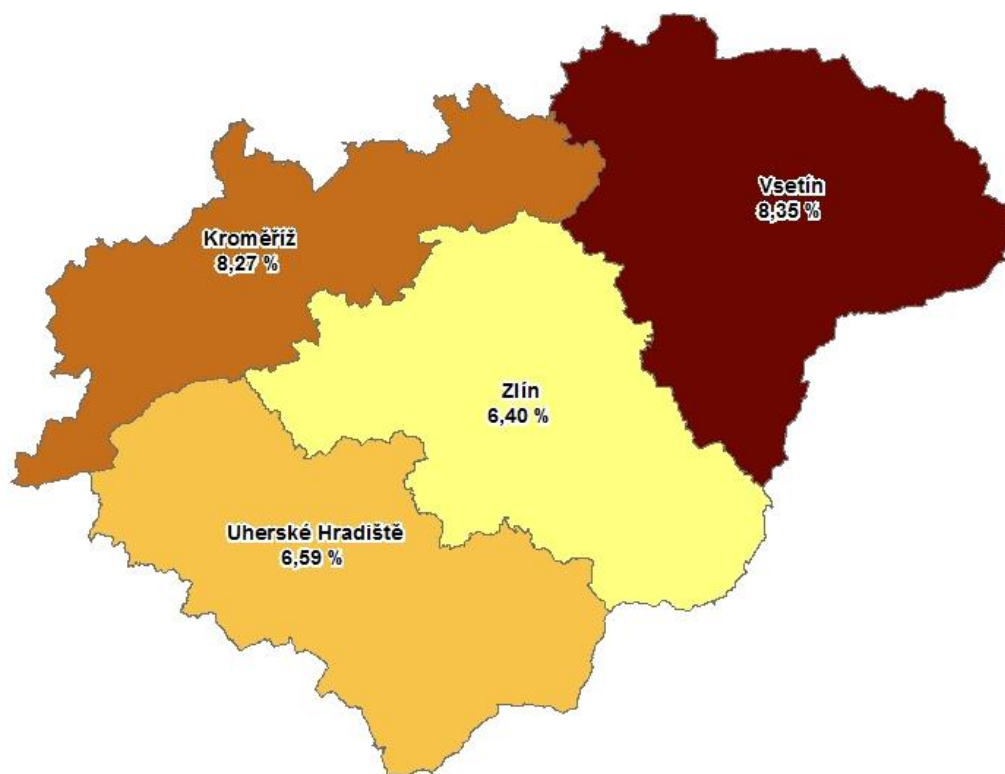 Vsetín
8,35 %
Kroměříž
8,27 %
Zlín
6,40 %
Uherské Hradiště
6,59 %